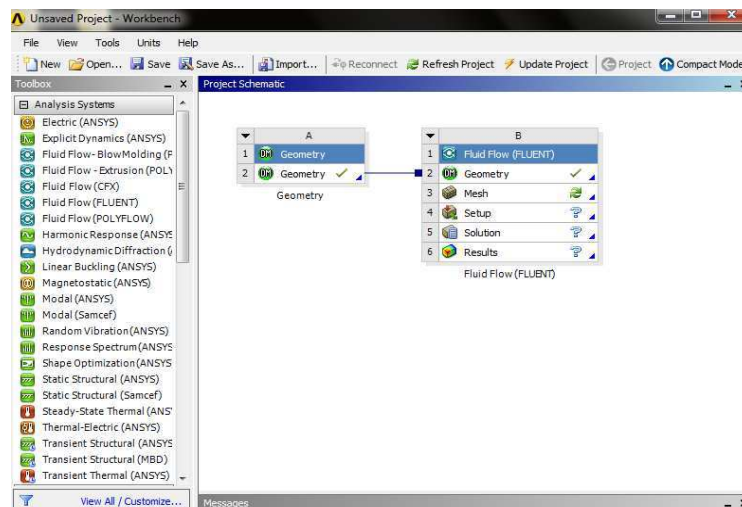 Unsaved Project - Workbench
File View Tools Units Help
New Open... Save Save As... Import... Reconnect Refresh Project Update Project Project Compact Mode
Toolbox
Project Schematic
Analysis Systems
Electric (ANSYS)
Explicit Dynamics (ANSYS)
Fluid Flow-BlowMolding (P
Fluid Flow - Extrusion (POLY
Fluid Flow (CFX)
Fluid Flow (FLUENT)
Fluid Flow (POLYFLOW)
Harmonic Response (ANSYS
Hydrodynamic Diffraction (
Linear Buckling (ANSYS)
Magnetostatic (ANSYS)
Modal (ANSYS)
Modal (Samcef)
Random Vibration (ANSYS)
Response Spectrum (ANSYS
Shape Optimization (ANSYS
Static Structural (ANSYS)
Static Structural (Samcef)
Steady-State Thermal (ANS
Thermal-Electric (ANSYS)
Transient Structural (ANSYS
Transient Structural (MBD)
Transient Thermal (ANSYS)
View All / Customize...
A
1 Geometry
2 Geometry
Geometry
B
1 Fluid Flow (FLUENT)
2 Geometry
3 Mesh
4 Setup
5 Solution
6 Results
Fluid Flow (FLUENT)
Messages